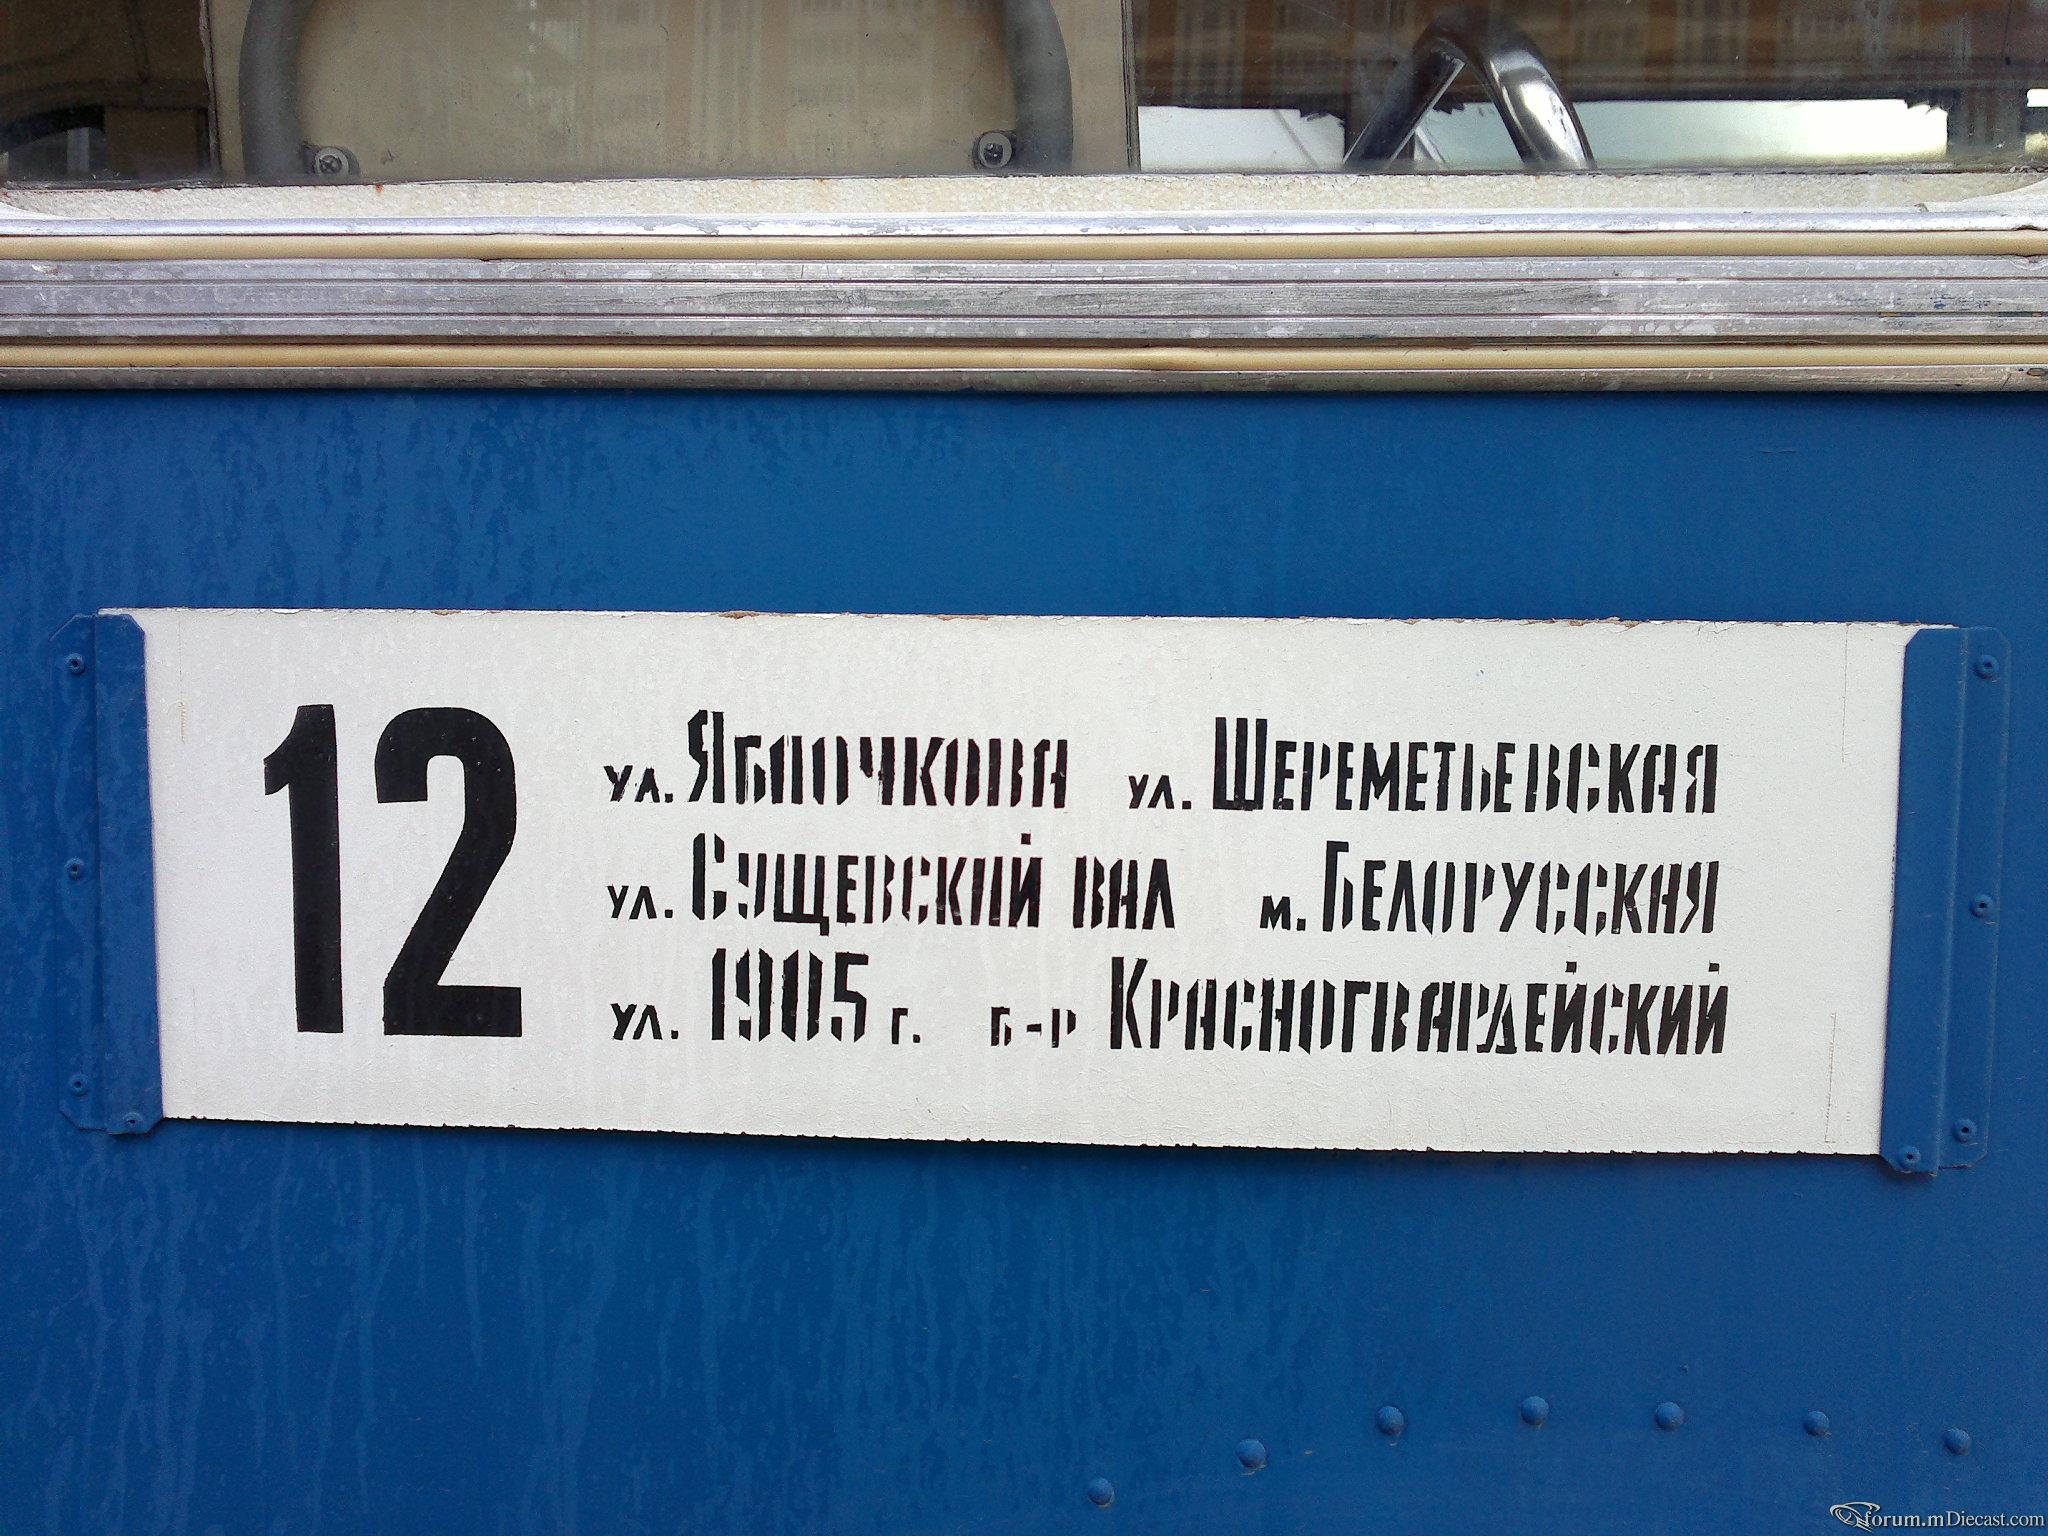 12
ул. Яблочкова ул. Шереметьевская
ул. Сущевский вал м. Белорусская
ул. 1905 г. б-р Красногвардейский
forum.mDiecast.com